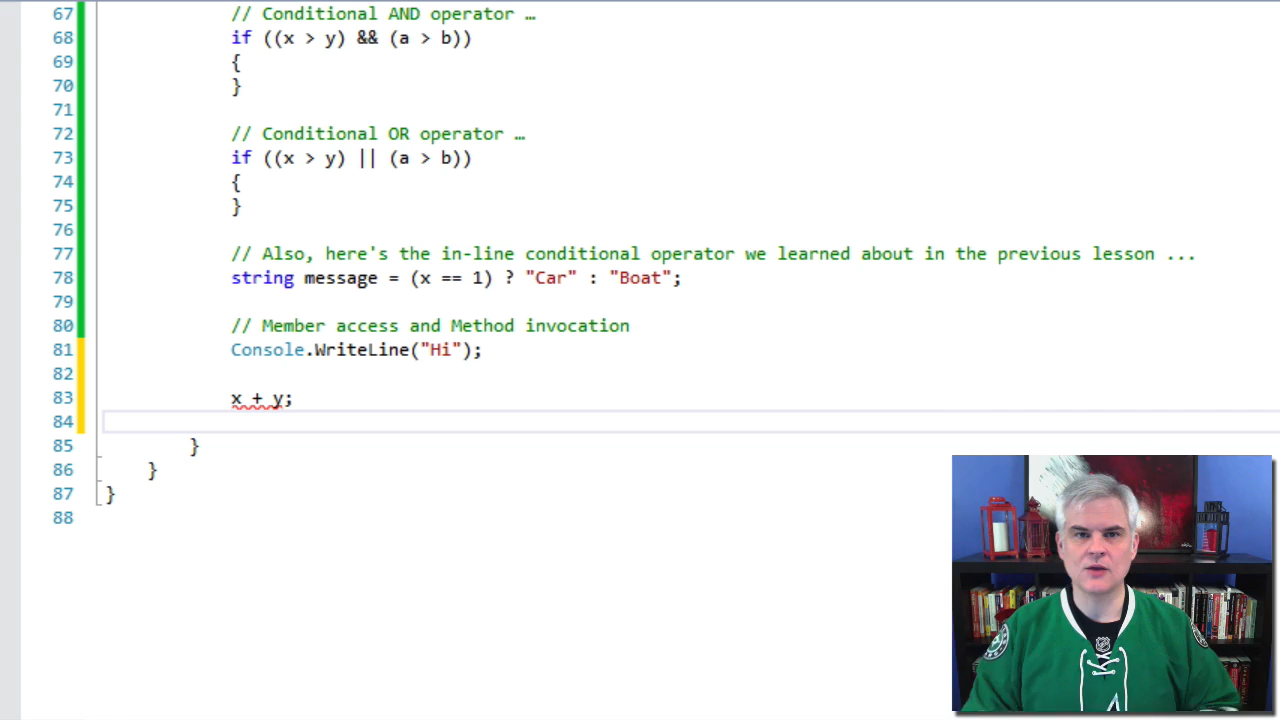 67 // Conditional AND operator …
68 if ((x > y) && (a > b))
69 {
70 }
71
72 // Conditional OR operator …
73 if ((x > y) || (a > b))
74 {
75 }
76
77 // Also, here's the in-line conditional operator we learned about in the previous lesson ...
78 string message = (x == 1) ? "Car" : "Boat";
79
80 // Member access and Method invocation
81 Console.WriteLine("Hi");
82
83 x + y;
84
85 }
86 }
87 }
88